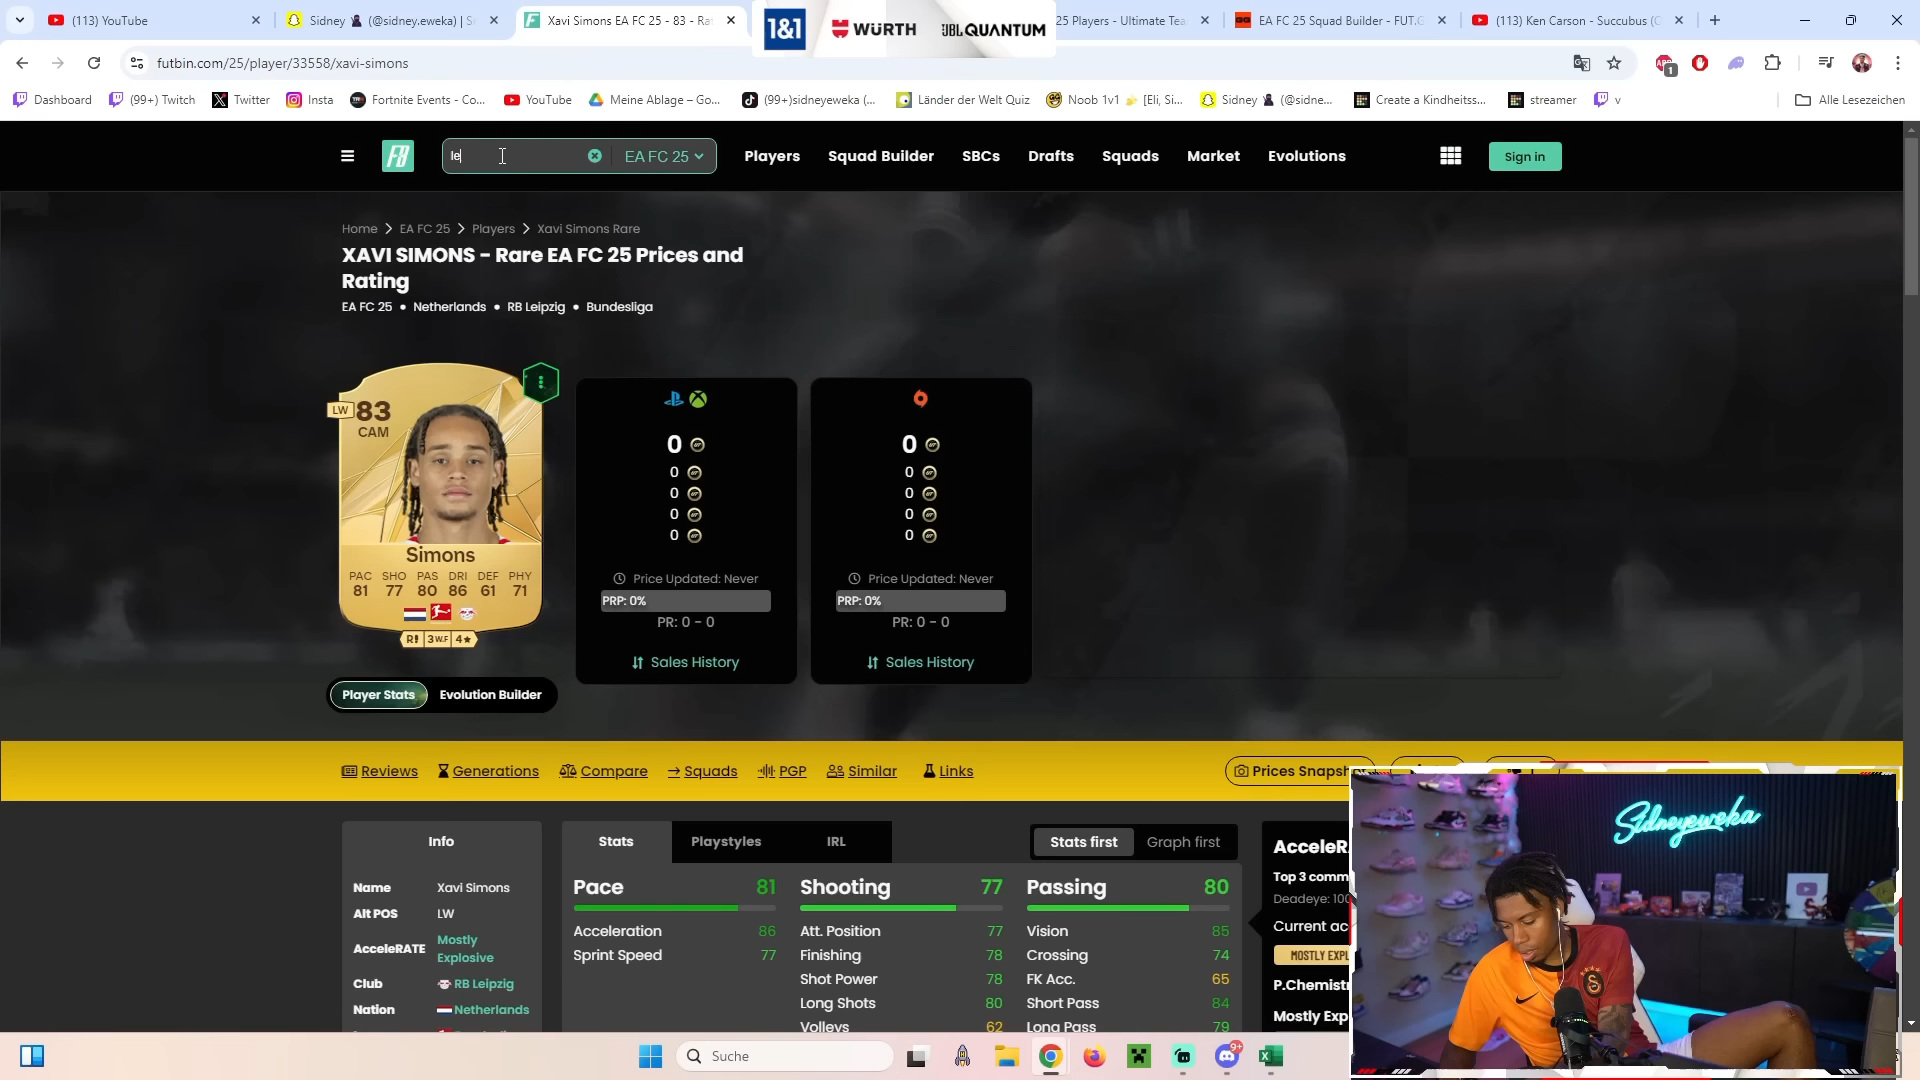 (113) YouTube
Sidney (@sidney.eweka) | S
Xavi Simons EA FC 25 - 83 - Ra
1&1
WÜRTH
JBL QUANTUM
25 Players - Ultimate Tea
EA FC 25 Squad Builder - FUT.G
(113) Ken Carson - Succubus (C
futbin.com/25/player/33558/xavi-simons
Dashboard
(99+) Twitch
Twitter
Insta
Fortnite Events - Co...
YouTube
Meine Ablage – Go...
(99+)sidneyeweka (...
Länder der Welt Quiz
Noob 1v1 [Eli, Si...
Sidney (@sidne...
Create a Kindheitss...
streamer
v
Alle Lesezeichen
le
EA FC 25
Players
Squad Builder
SBCs
Drafts
Squads
Market
Evolutions
Sign in
Home > EA FC 25 > Players > Xavi Simons Rare
XAVI SIMONS - Rare EA FC 25 Prices and
Rating
EA FC 25 • Netherlands • RB Leipzig • Bundesliga
LW
83
CAM
Simons
PAC SHO PAS DRI DEF PHY
81 77 80 86 61 71
R 3 W.F 4★
0
0
0
0
0
Price Updated: Never
PRP: 0%
PR: 0 - 0
Sales History
0
0
0
0
0
Price Updated: Never
PRP: 0%
PR: 0 - 0
Sales History
Player Stats
Evolution Builder
Reviews
Generations
Compare
Squads
PGP
Similar
Links
Prices Snapsh
Info
Name Xavi Simons
Alt POS LW
AcceleRATE Mostly
Explosive
Club RB Leipzig
Nation Netherlands
Stats
Playstyles
IRL
Stats first
Graph first
Pace 81
Acceleration 86
Sprint Speed 77
Shooting 77
Att. Position 77
Finishing 78
Shot Power 78
Long Shots 80
Volleys 62
Passing 80
Vision 85
Crossing 74
FK Acc. 65
Short Pass 84
Long Pass 79
AcceleR
Top 3 comm
Deadeye: 100
Current ac
MOSTLY EXPL
P.Chemistr
Mostly Exp
Sidneyeweka
Suche
9+